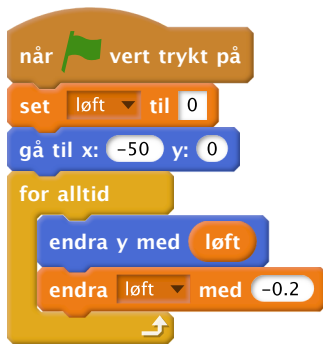 når vert trykt på
set løft til 0
gå til x: -50 y: 0
for alltid
endra y med løft
endra løft med -0.2